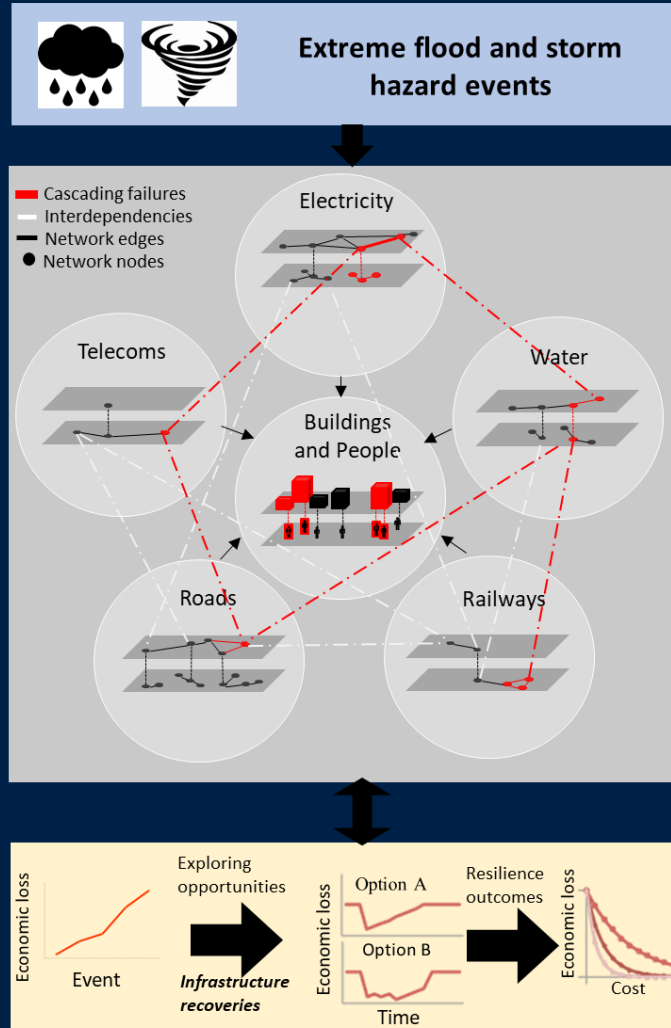 Extreme flood and storm
hazard events
Cascading failures
Interdependencies
Network edges
Network nodes
Electricity
Telecoms
Water
Buildings
and People
Roads
Railways
Economic loss
Event
Exploring
opportunities
Infrastructure
recoveries
Economic loss
Option A
Option B
Time
Resilience
outcomes
Economic loss
Cost